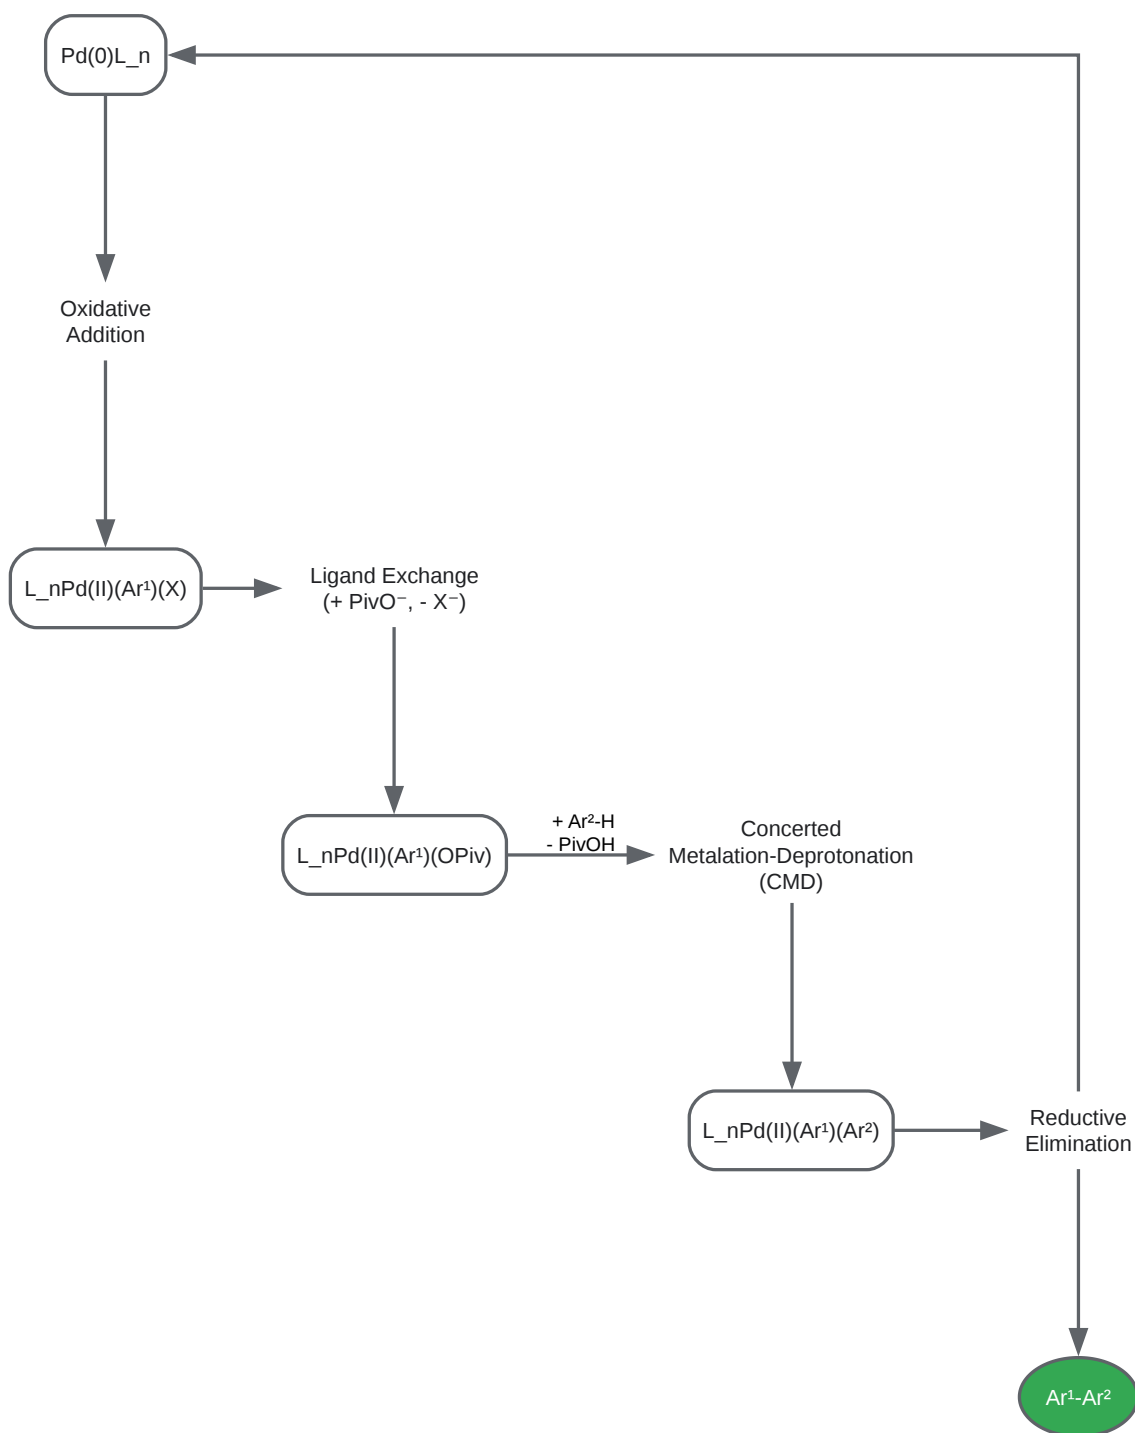 Pd(0)L_n
Oxidative
Addition
L_nPd(II)(Ar¹)(X)
Ligand Exchange
(+ PivO⁻, - X⁻)
L_nPd(II)(Ar¹)(OPiv)
+ Ar²-H
- PivOH
Concerted
Metalation-Deprotonation
(CMD)
L_nPd(II)(Ar¹)(Ar²)
Reductive
Elimination
Ar¹-Ar²